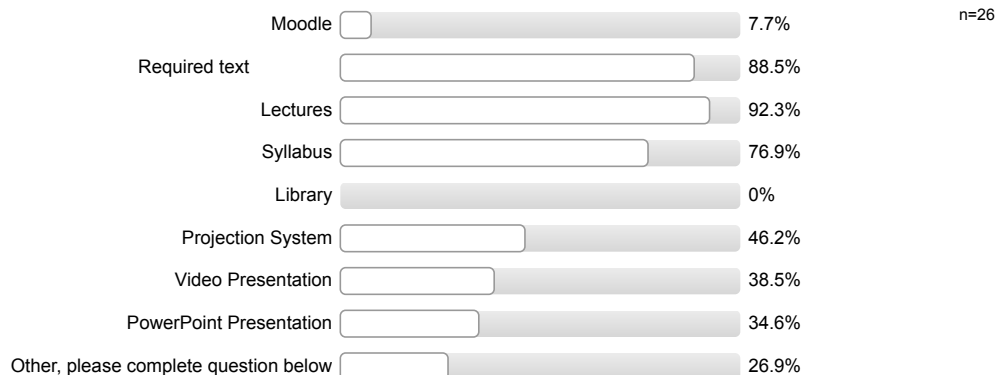 Moodle 7.7% n=26
Required text 88.5%
Lectures 92.3%
Syllabus 76.9%
Library 0%
Projection System 46.2%
Video Presentation 38.5%
PowerPoint Presentation 34.6%
Other, please complete question below 26.9%